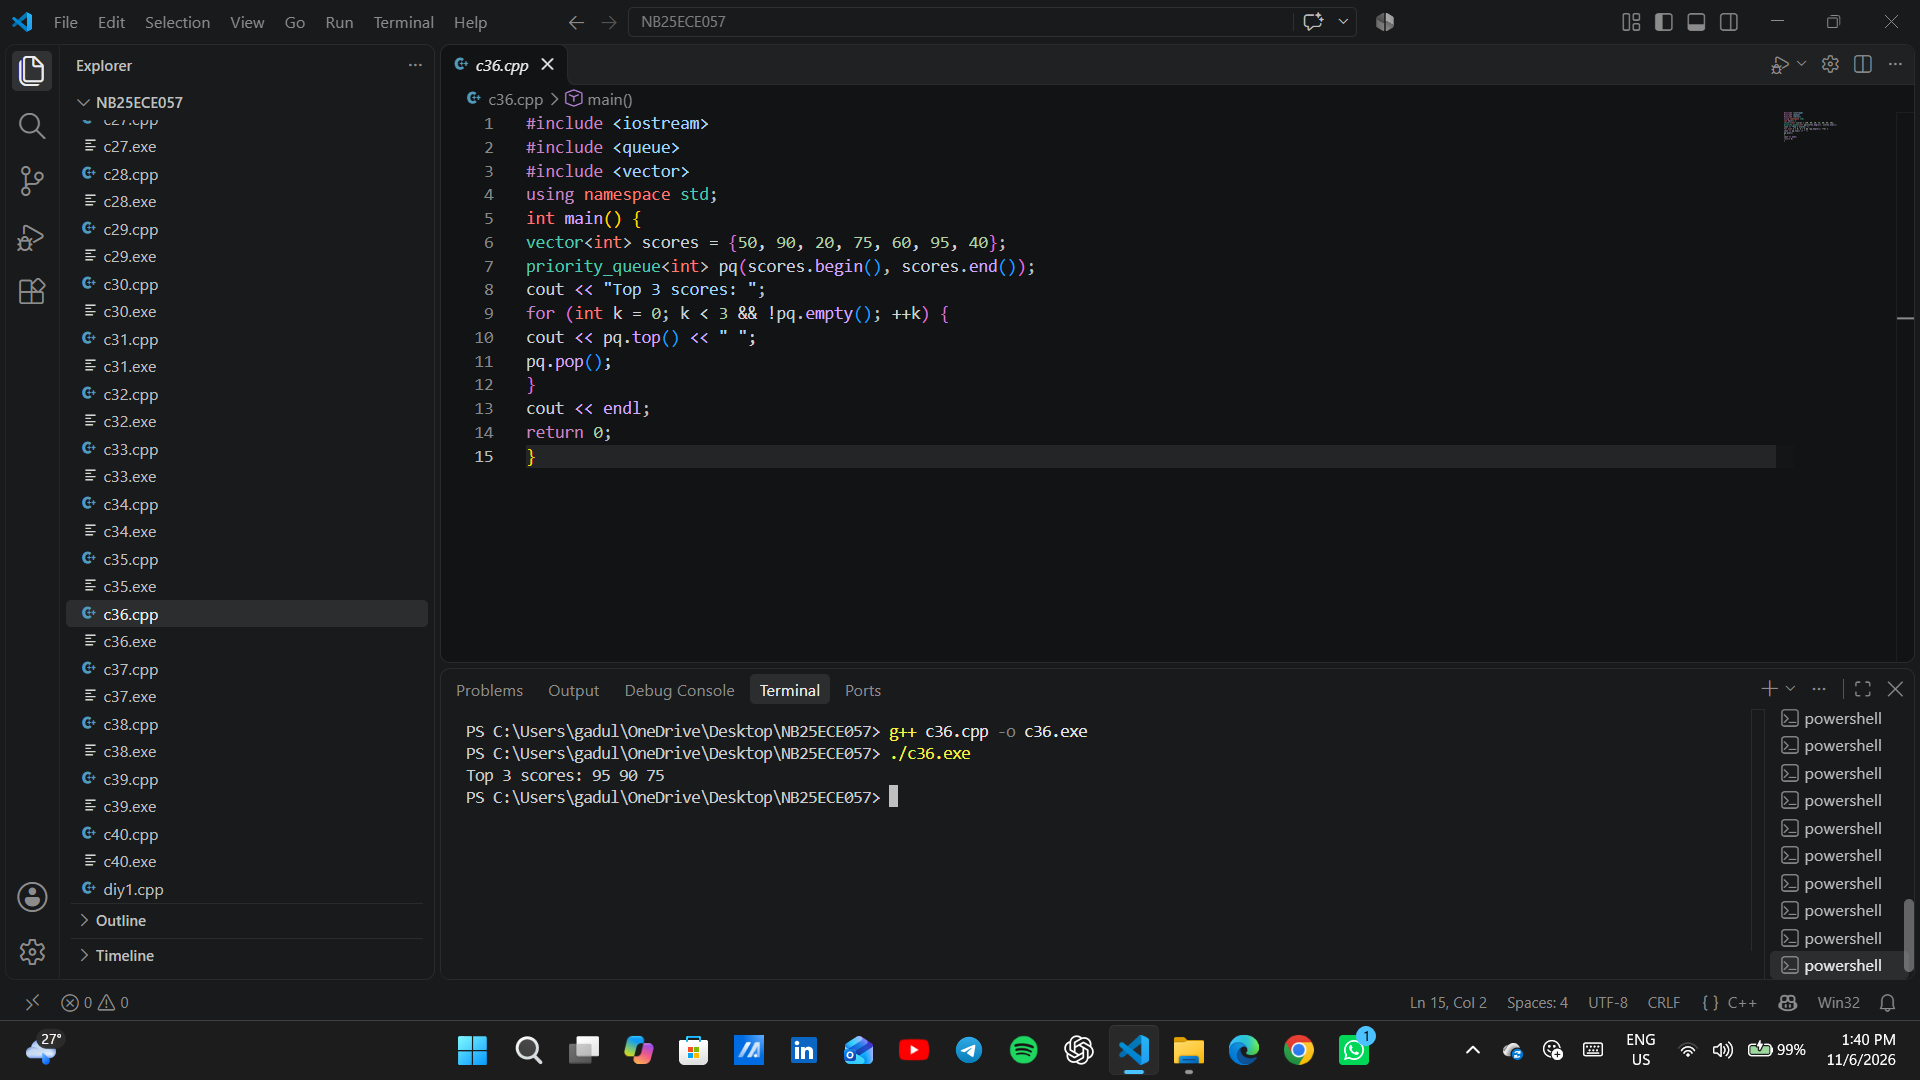 File Edit Selection View Go Run Terminal Help
NB25ECE057
Explorer
NB25ECE057
c27.cpp
c27.exe
c28.cpp
c28.exe
c29.cpp
c29.exe
c30.cpp
c30.exe
c31.cpp
c31.exe
c32.cpp
c32.exe
c33.cpp
c33.exe
c34.cpp
c34.exe
c35.cpp
c35.exe
c36.cpp
c36.exe
c37.cpp
c37.exe
c38.cpp
c38.exe
c39.cpp
c39.exe
c40.cpp
c40.exe
diy1.cpp
Outline
Timeline
c36.cpp
c36.cpp > main()
1 #include <iostream>
2 #include <queue>
3 #include <vector>
4 using namespace std;
5 int main() {
6 vector<int> scores = {50, 90, 20, 75, 60, 95, 40};
7 priority_queue<int> pq(scores.begin(), scores.end());
8 cout << "Top 3 scores: ";
9 for (int k = 0; k < 3 && !pq.empty(); ++k) {
10 cout << pq.top() << " ";
11 pq.pop();
12 }
13 cout << endl;
14 return 0;
15 }
Problems Output Debug Console Terminal Ports
PS C:\Users\gadul\OneDrive\Desktop\NB25ECE057> g++ c36.cpp -o c36.exe
PS C:\Users\gadul\OneDrive\Desktop\NB25ECE057> ./c36.exe
Top 3 scores: 95 90 75
PS C:\Users\gadul\OneDrive\Desktop\NB25ECE057>
powershell
powershell
powershell
powershell
powershell
powershell
powershell
powershell
powershell
powershell
0 0
Ln 15, Col 2 Spaces: 4 UTF-8 CRLF {} C++ Win32
27°
in
1
ENG
US
99%
1:40 PM
11/6/2026